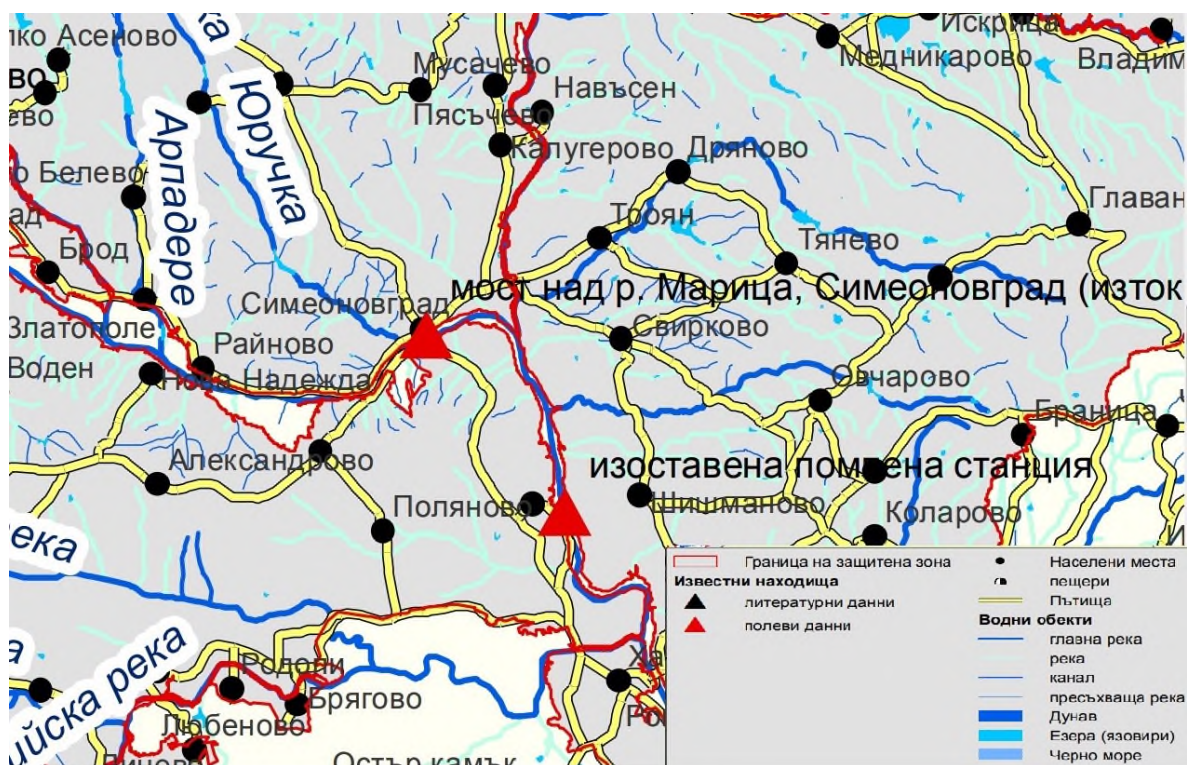 Асеново
Мусачево
Навъсен
Искрица
Медникарово
Пясъчево
Калугерово
Дряново
Юручка
Арпадере
Белево
Троян
Тянево
Брод
Симеоновград
мост над р. Марица, Симеоновград (изток
Златополе
Райново
Свирково
Воден
Нова Надежда
Овчарово
Браница
Александрово
изоставена помпена станция
Поляново
Шишманово
Коларово
Родопи
Брягово
Любеново
Остър камък
Граница на защитена зона
Известни находища
литературни данни
полеви данни
Населени места
пещери
Пътища
Водни обекти
главна река
река
канал
пресъхваща река
Дунав
Езера (язовири)
Черно море